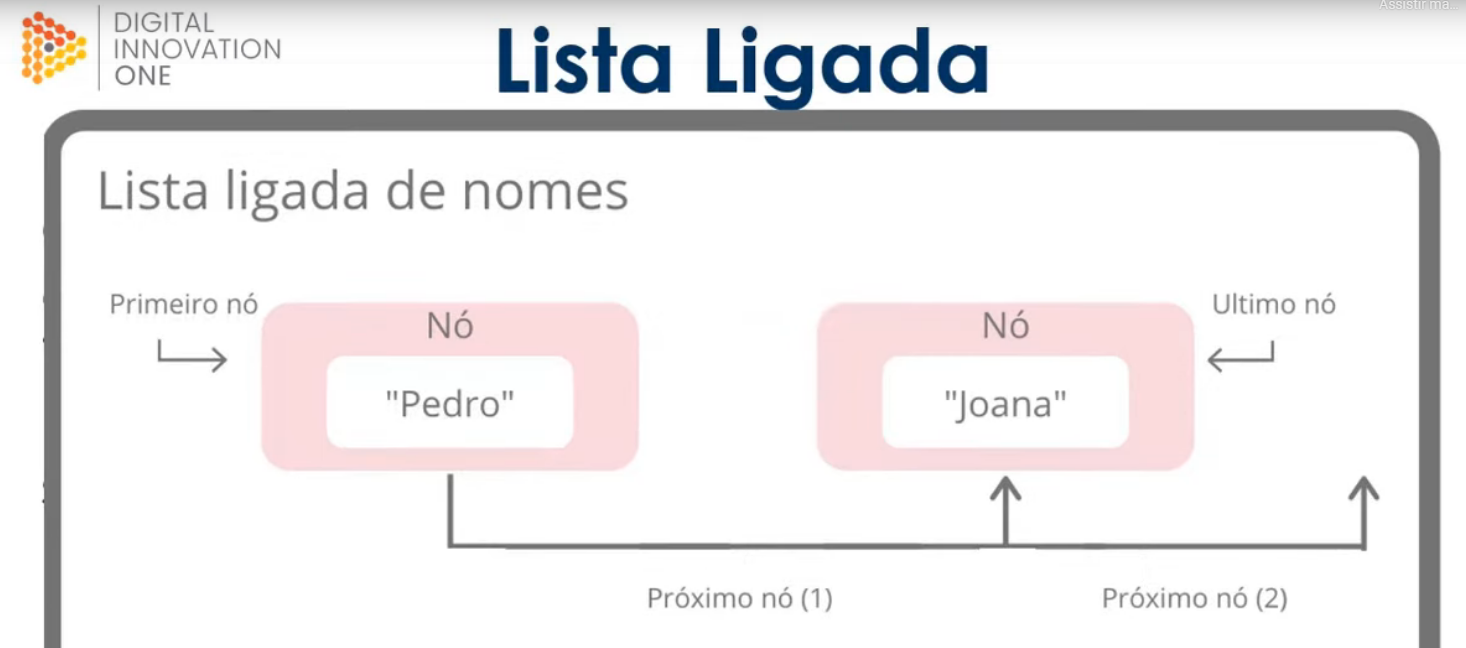 Assistir ma...
DIGITAL
INNOVATION
ONE
Lista Ligada
Lista ligada de nomes
Primeiro nó
Nó
"Pedro"
Nó
"Joana"
Ultimo nó
Próximo nó (1)
Próximo nó (2)